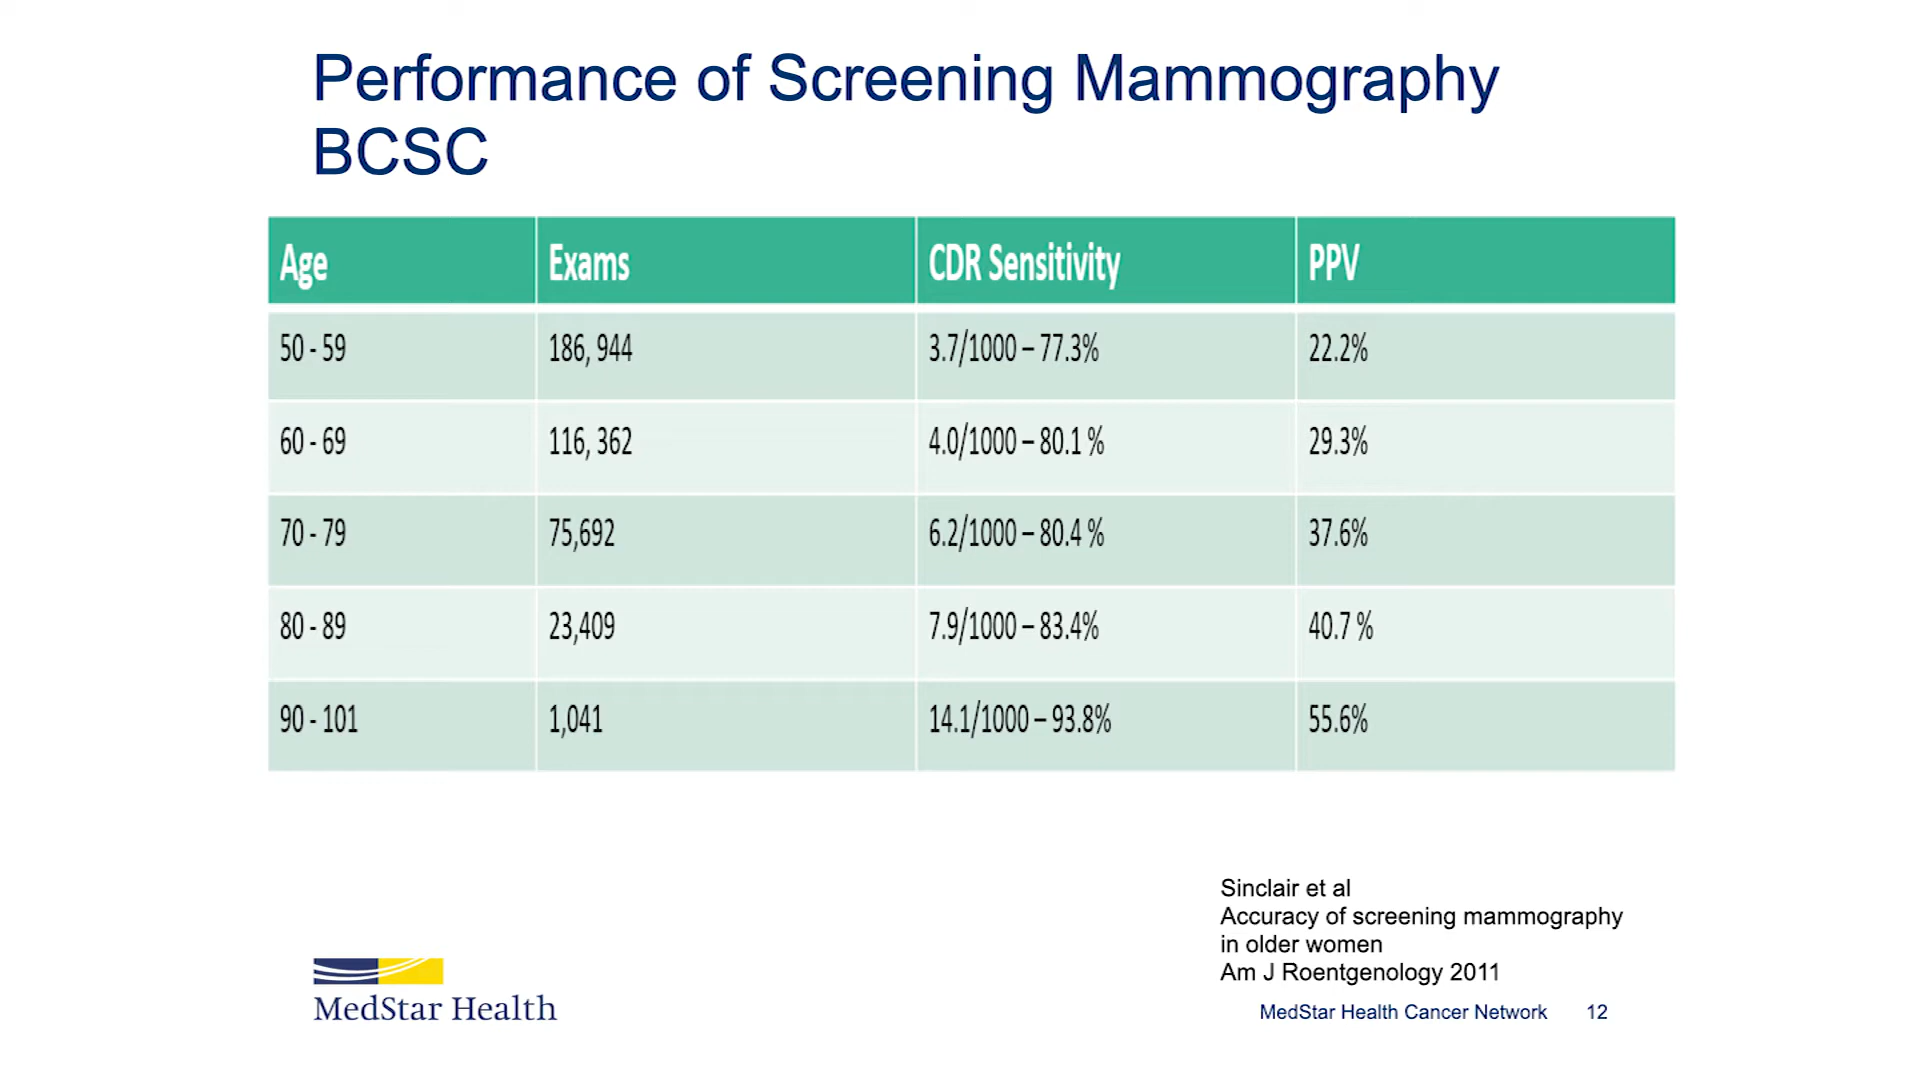 Performance of Screening Mammography
BCSC
Age Exams CDR Sensitivity PPV
50 - 59 186, 944 3.7/1000 – 77.3% 22.2%
60 - 69 116, 362 4.0/1000 – 80.1 % 29.3%
70 - 79 75,692 6.2/1000 – 80.4 % 37.6%
80 - 89 23,409 7.9/1000 – 83.4% 40.7 %
90 - 101 1,041 14.1/1000 – 93.8% 55.6%
Sinclair et al
Accuracy of screening mammography
in older women
Am J Roentgenology 2011
MedStar Health
MedStar Health Cancer Network 12